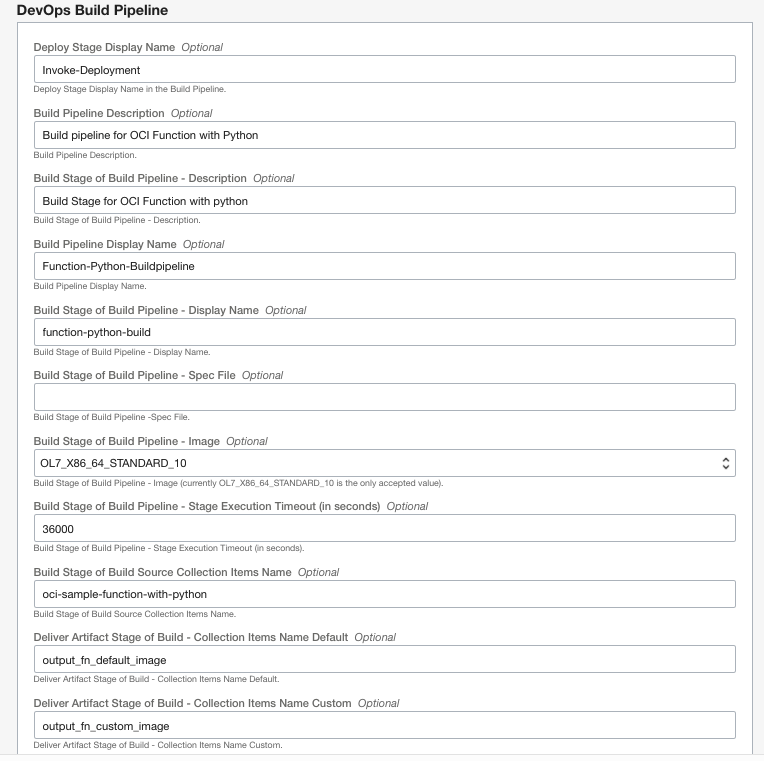 DevOps Build Pipeline
Deploy Stage Display Name Optional
Invoke-Deployment
Deploy Stage Display Name in the Build Pipeline.
Build Pipeline Description Optional
Build pipeline for OCI Function with Python
Build Pipeline Description.
Build Stage of Build Pipeline - Description Optional
Build Stage for OCI Function with python
Build Stage of Build Pipeline - Description.
Build Pipeline Display Name Optional
Function-Python-Buildpipeline
Build Pipeline Display Name.
Build Stage of Build Pipeline - Display Name Optional
function-python-build
Build Stage of Build Pipeline - Display Name.
Build Stage of Build Pipeline - Spec File Optional
Build Stage of Build Pipeline -Spec File.
Build Stage of Build Pipeline - Image Optional
OL7_X86_64_STANDARD_10
Build Stage of Build Pipeline - Image (currently OL7_X86_64_STANDARD_10 is the only accepted value).
Build Stage of Build Pipeline - Stage Execution Timeout (in seconds) Optional
36000
Build Stage of Build Pipeline - Stage Execution Timeout (in seconds).
Build Stage of Build Source Collection Items Name Optional
oci-sample-function-with-python
Build Stage of Build Source Collection Items Name.
Deliver Artifact Stage of Build - Collection Items Name Default Optional
output_fn_default_image
Deliver Artifact Stage of Build - Collection Items Name Default.
Deliver Artifact Stage of Build - Collection Items Name Custom Optional
output_fn_custom_image
Deliver Artifact Stage of Build - Collection Items Name Custom.